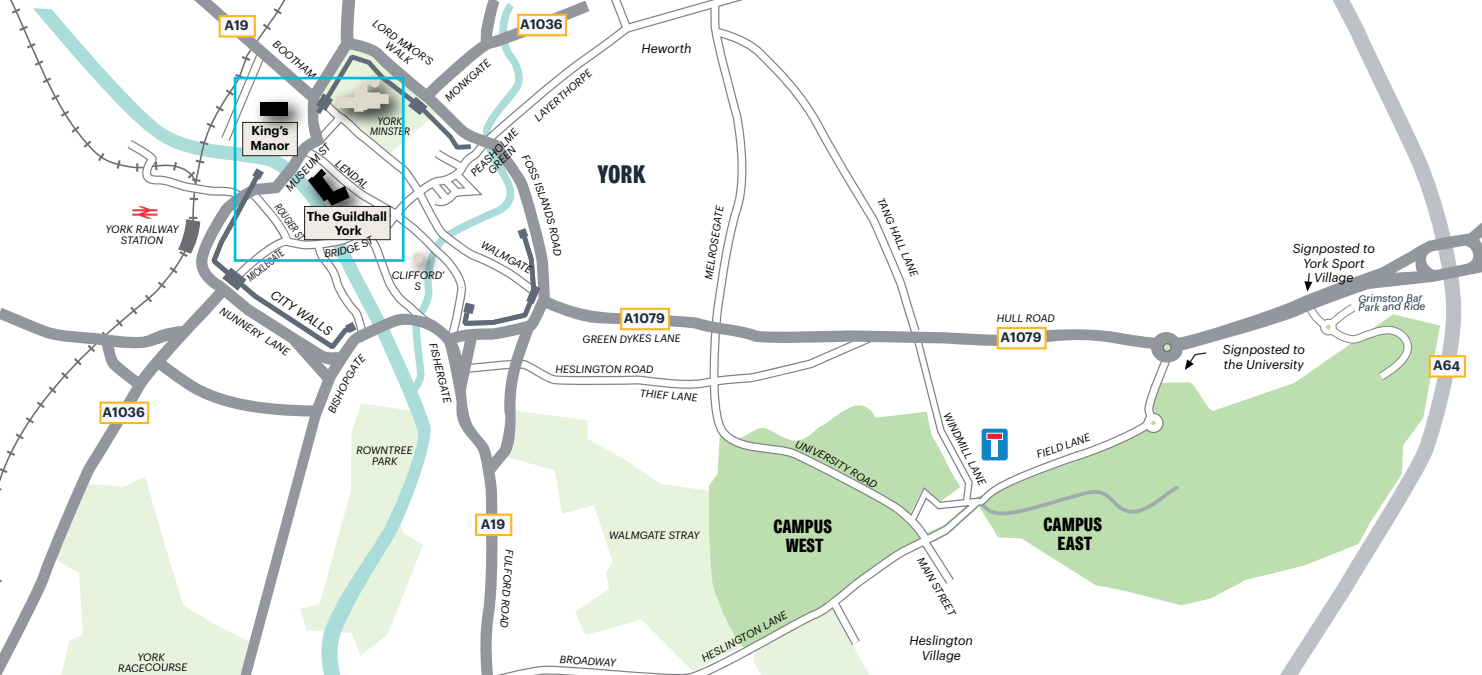 A19
A1036
LORD MAYOR'S
WALK
BOOTHAM
Heworth
MONKGATE
LAYERTHORPE
King's
Manor
YORK
MINSTER
PEASHOLME
GREEN
MUSEUM ST
LENDAL
YORK
FOSS ISLANDS ROAD
The Guildhall
York
ROUGIER ST
BRIDGE ST
YORK RAILWAY
STATION
MICKLEGATE
CLIFFORD'
S
WALMGATE
MELROSEGATE
TANG HALL LANE
Signposted to
York Sport
Village
Grimston Bar
Park and Ride
CITY WALLS
NUNNERY LANE
A1079
GREEN DYKES LANE
HULL ROAD
A1079
Signposted to
the University
A64
BISHOPGATE
FISHERGATE
HESLINGTON ROAD
THIEF LANE
A1036
ROWNTREE
PARK
UNIVERSITY ROAD
WINDMILL LANE
FIELD LANE
A19
WALMGATE STRAY
CAMPUS
WEST
CAMPUS
EAST
FULFORD ROAD
MAIN STREET
HESLINGTON LANE
Heslington
Village
YORK
RACECOURSE
BROADWAY